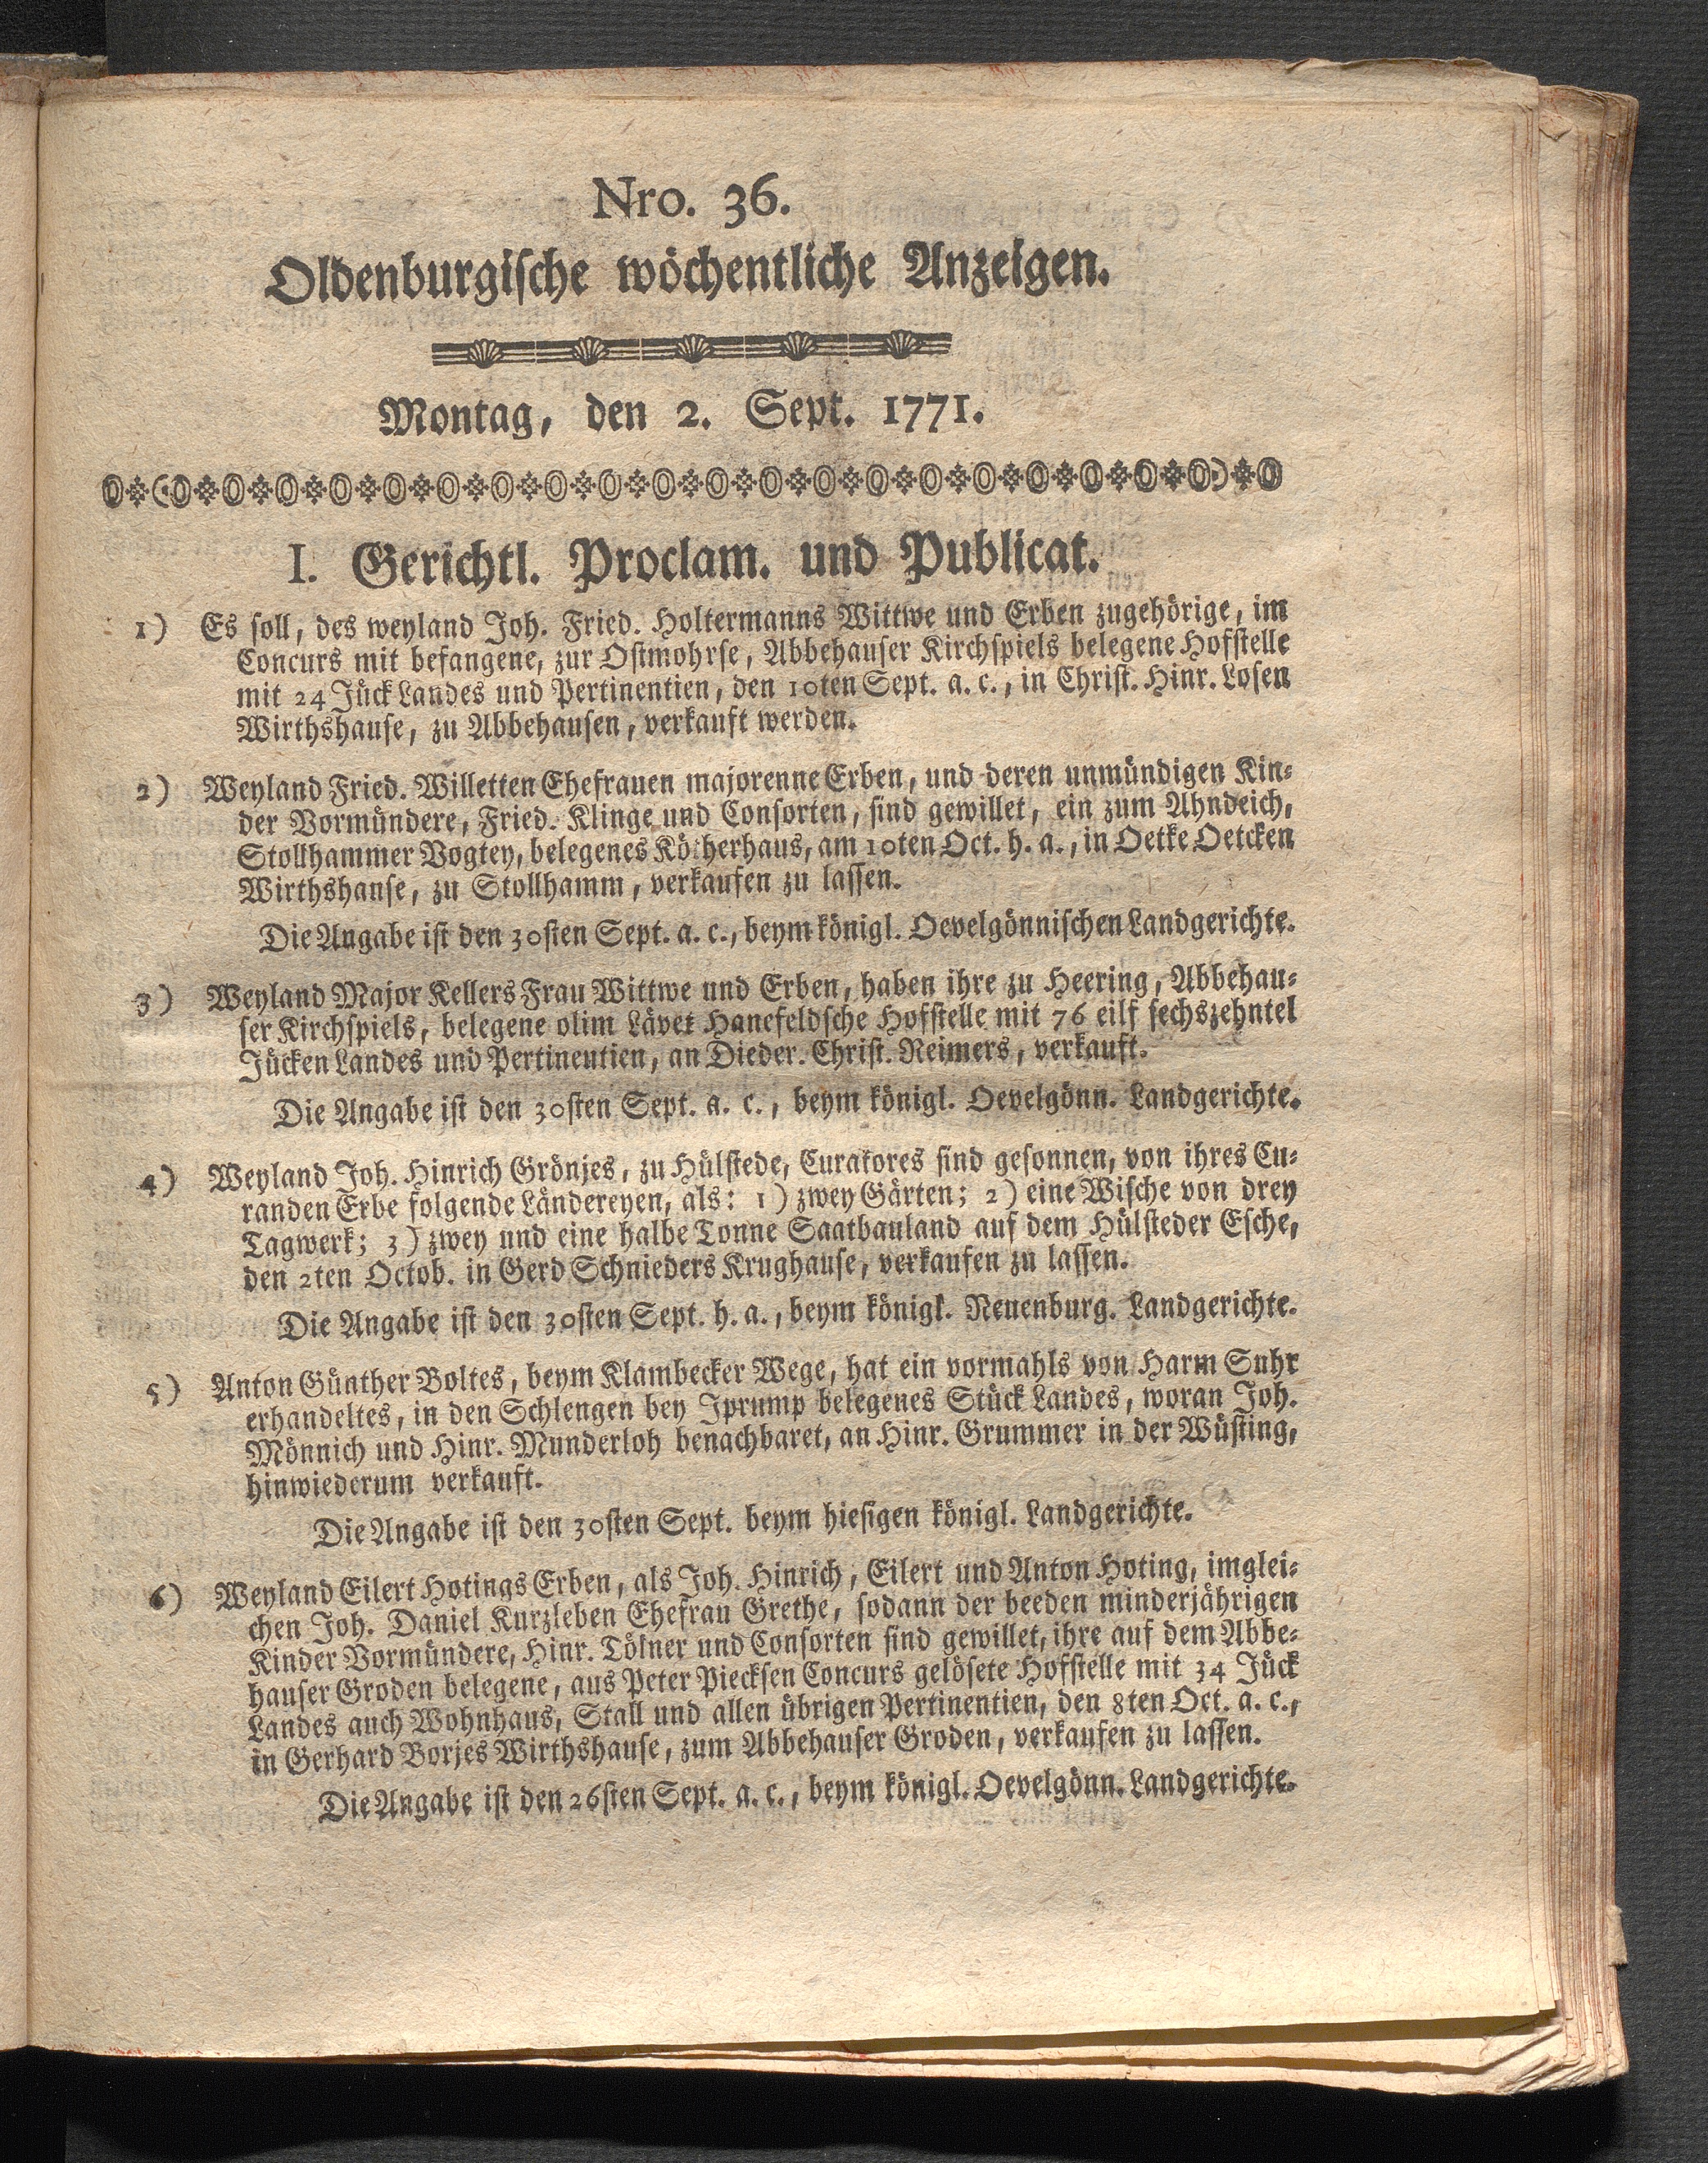 Nro. 36.
Oldenburgische wöchentliche Anzeigen.
Montag, den 2. Sept. 1771.
I. Gerichtl. Proclam. und Publicat.
1) Es soll, des weyland Joh. Fried. Holtermanns Wittwe und Erben zugehörige, im
Concurs mit befangene, zur Ostmohrse, Abbehauser Kirchspiels belegene Hofstelle
mit 24 Jück Landes und Pertinentien, den 10ten Sept. a. c., in Christ. Hinr. Losen
Wirthshause, zu Abbehausen, verkauft werden.
2) Weyland Fried. Willetten Ehefrauen majorenne Erben, und deren unmündigen Kin-
der Vormündere, Fried. Klinge und Consorten, sind gewillet, ein zum Ahndeich,
Stollhammer Vogtey, belegenes Kötherhaus, am 10ten Oct. h. a., in Oetke Oetcken
Wirthshause, zu Stollhamm, verkaufen zu lassen.
Die Angabe ist den 30sten Sept. a. c., beym königl. Oevelgönnischen Landgerichte.
3) Weyland Major Kellers Frau Wittwe und Erben, haben ihre zu Heering, Abbehau-
ser Kirchspiels, belegene olim Lävet Hanefeldsche Hofstelle mit 76 eilf sechszehntel
Jücken Landes und Pertinentien, an Dieder. Christ. Reimers, verkauft.
Die Angabe ist den 30sten Sept. a. c., beym königl. Oevelgönn. Landgerichte.
4) Weyland Joh. Hinrich Grönjes, zu Hülstede, Curatores sind gesonnen, von ihres Cu-
randen Erbe folgende Ländereyen, als: 1) zwey Gärten; 2) eine Wische von drey
Tagwerk; 3) zwey und eine halbe Tonne Saatbauland auf dem Hülsteder Esche,
den 2ten Octob. in Gerd Schnieders Krughause, verkaufen zu lassen.
Die Angabe ist den 30sten Sept. h. a., beym königl. Neuenburg. Landgerichte.
5) Anton Günther Boltes, beym Klambecker Wege, hat ein vormahls von Harm Suhr
erhandeltes, in den Schlengen bey Iprump belegenes Stück Landes, woran Joh.
Mönnich und Hinr. Munderloh benachbaret, an Hinr. Grummer in der Wüsting,
hinwiederum verkauft.
Die Angabe ist den 30sten Sept. beym hiesigen königl. Landgerichte.
6) Weyland Eilert Hotings Erben, als Joh. Hinrich, Eilert und Anton Hoting, imglei-
chen Joh. Daniel Kurzleben Ehefrau Grethe, sodann der beeden minderjährigen
Kinder Vormündere, Hinr. Tölner und Consorten sind gewillet, ihre auf dem Abbe-
hauser Groden belegene, aus Peter Piecksen Concurs gelösete Hofstelle mit 34 Jück
Landes auch Wohnhaus, Stall und allen übrigen Pertinentien, den 8ten Oct. a. c.,
in Gerhard Borjes Wirthshause, zum Abbehauser Groden, verkaufen zu lassen.
Die Angabe ist den 26sten Sept. a. c., beym königl. Oevelgönn. Landgerichte.